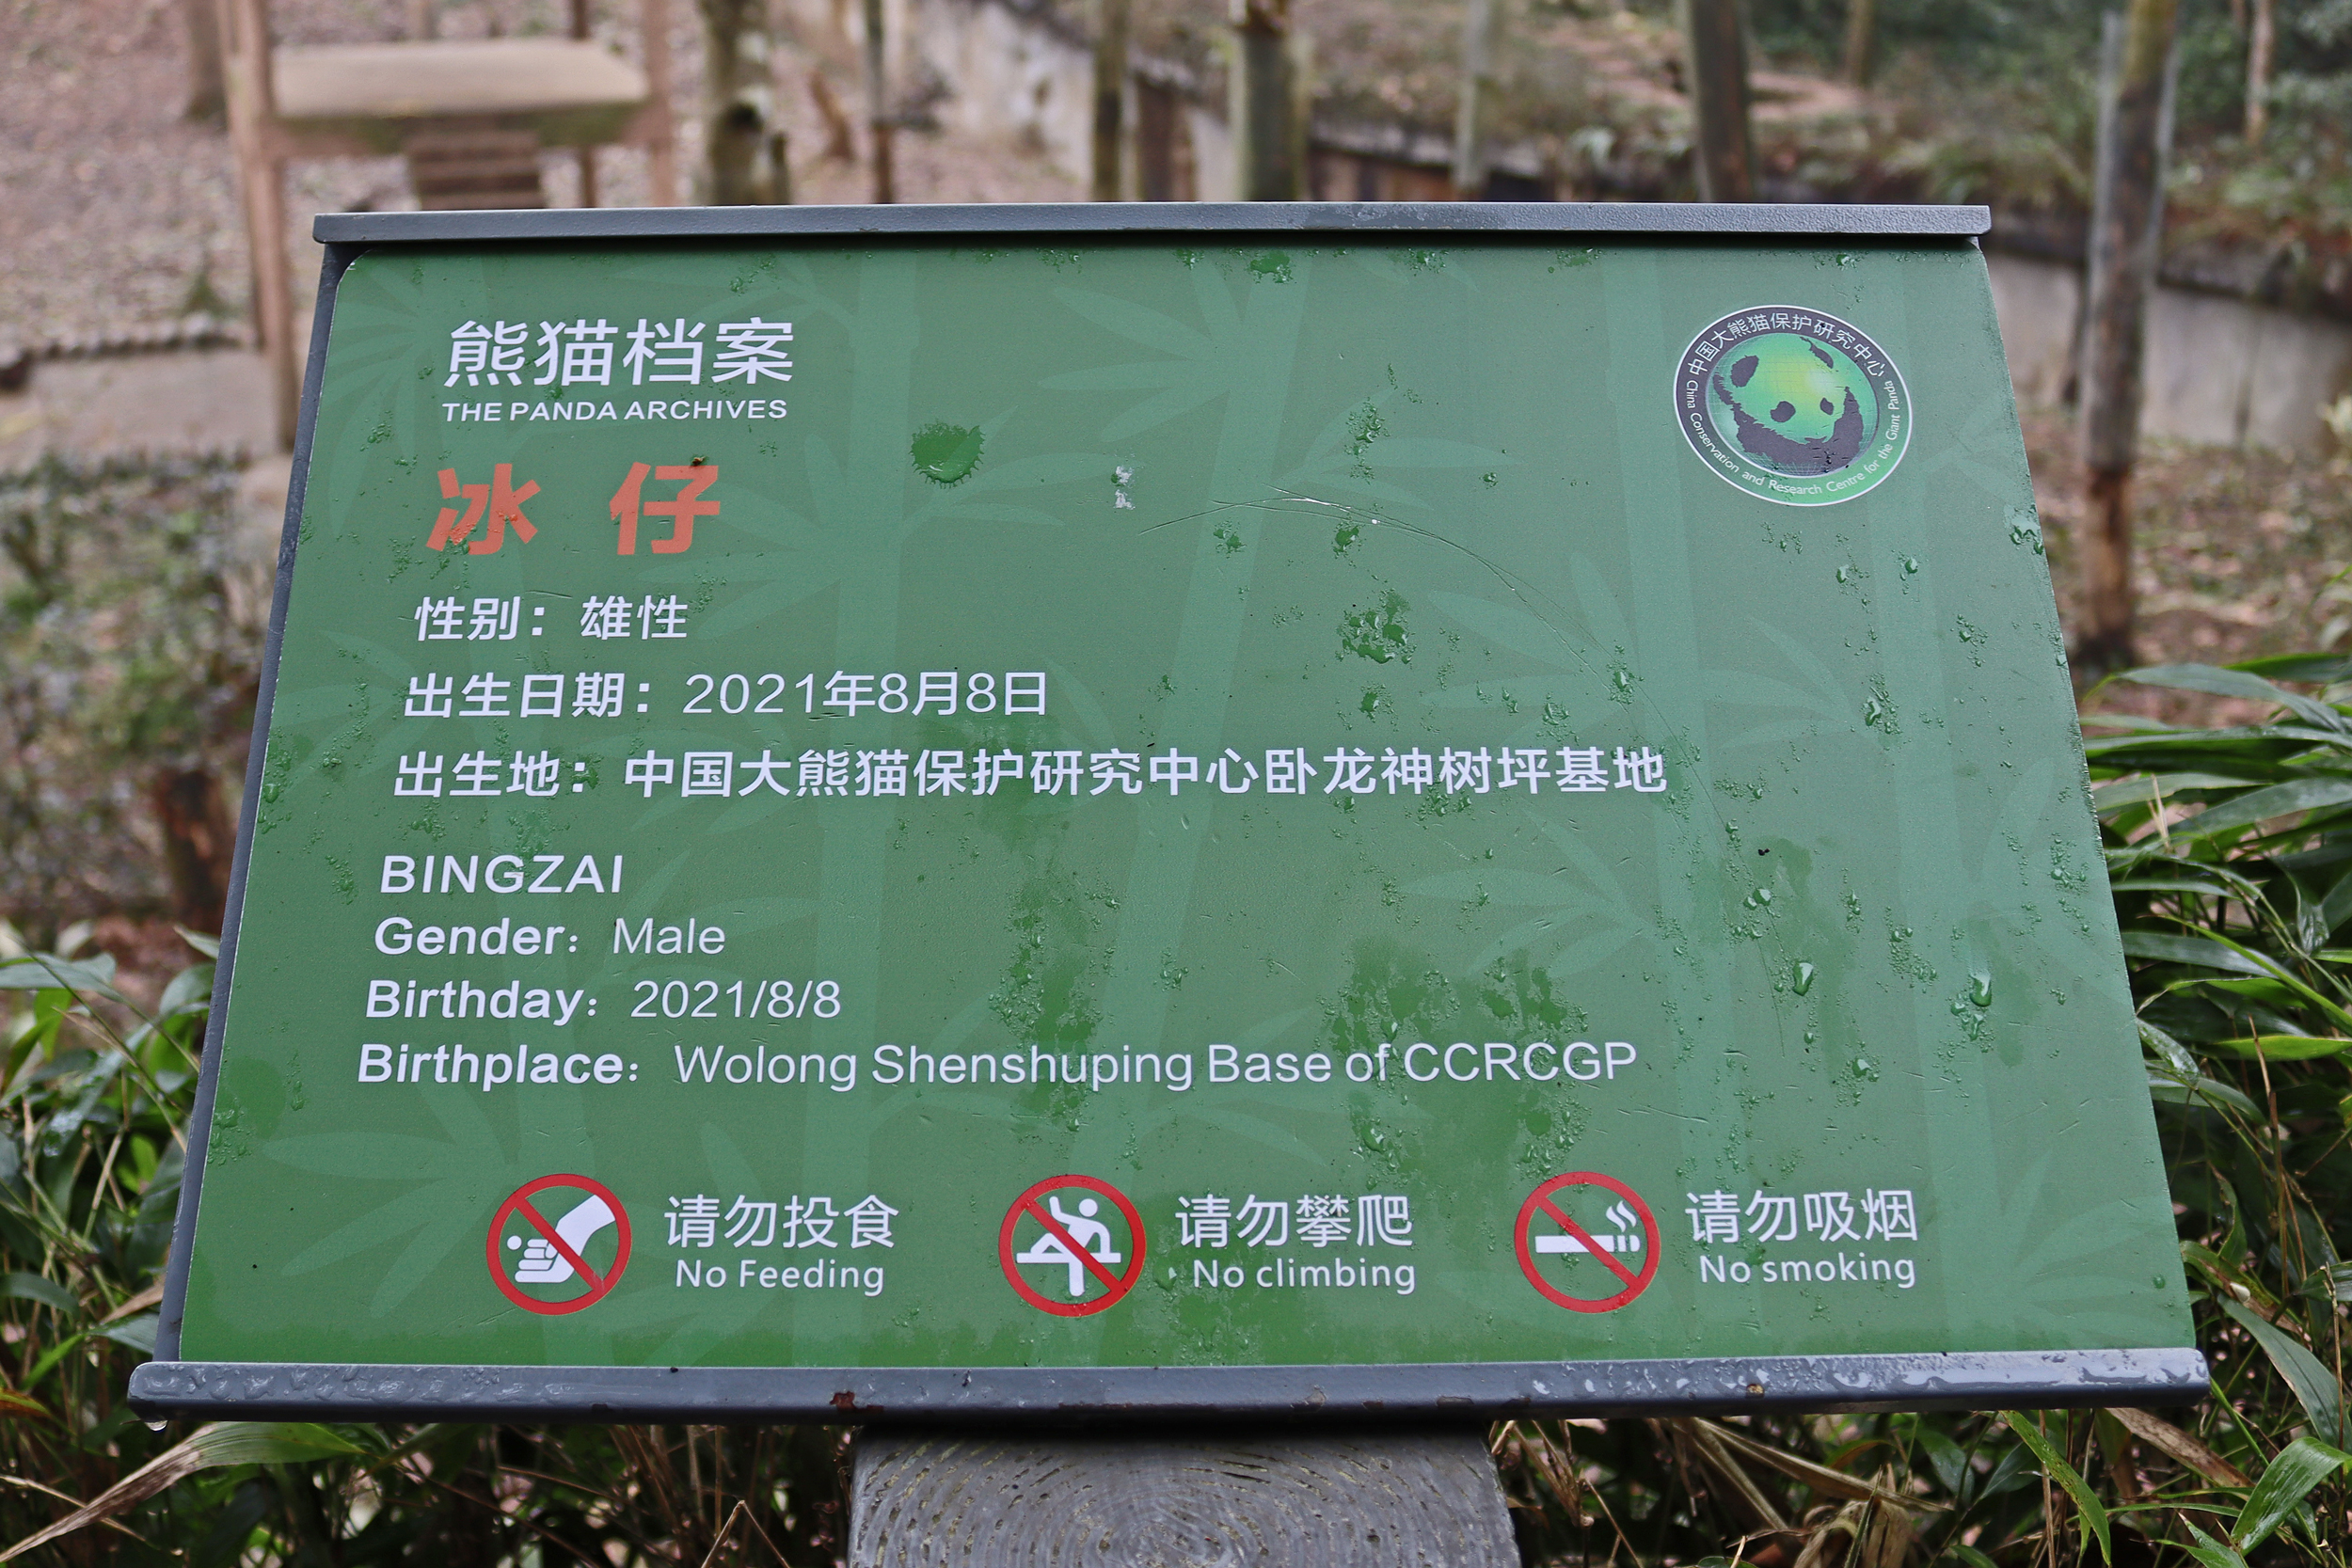 熊猫档案
THE PANDA ARCHIVES
中国大熊猫保护研究中心
China Conservation and Research Centre for the Giant Panda
冰 仔
性别：雄性
出生日期：2021年8月8日
出生地：中国大熊猫保护研究中心卧龙神树坪基地
BINGZAI
Gender：Male
Birthday：2021/8/8
Birthplace：Wolong Shenshuping Base of CCRCGP
请勿投食
No Feeding
请勿攀爬
No climbing
请勿吸烟
No smoking